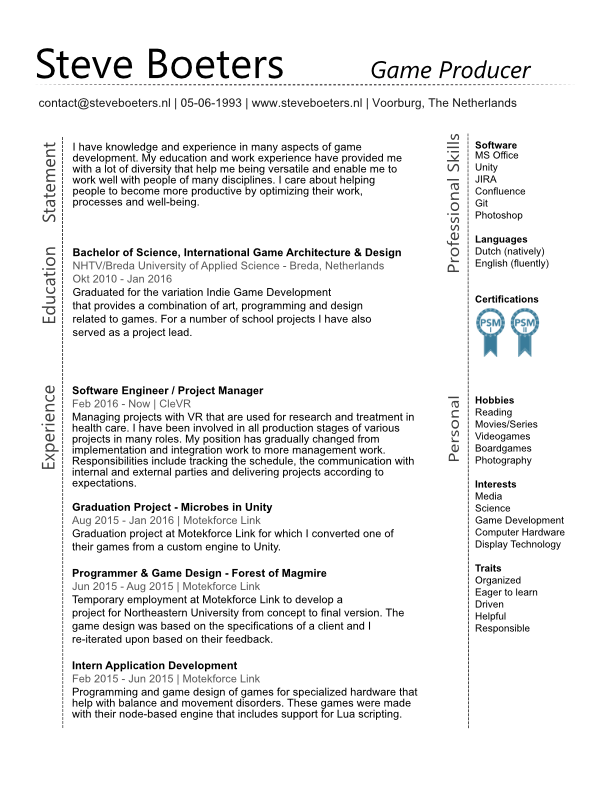 Steve Boeters
Game Producer
contact@steveboeters.nl | 05-06-1993 | www.steveboeters.nl | Voorburg, The Netherlands
Statement
I have knowledge and experience in many aspects of game
development. My education and work experience have provided me
with a lot of diversity that help me being versatile and enable me to
work well with people of many disciplines. I care about helping
people to become more productive by optimizing their work,
processes and well-being.
Education
Bachelor of Science, International Game Architecture & Design
NHTV/Breda University of Applied Science - Breda, Netherlands
Okt 2010 - Jan 2016
Graduated for the variation Indie Game Development
that provides a combination of art, programming and design
related to games. For a number of school projects I have also
served as a project lead.
Experience
Software Engineer / Project Manager
Feb 2016 - Now | CleVR
Managing projects with VR that are used for research and treatment in
health care. I have been involved in all production stages of various
projects in many roles. My position has gradually changed from
implementation and integration work to more management work.
Responsibilities include tracking the schedule, the communication with
internal and external parties and delivering projects according to
expectations.
Graduation Project - Microbes in Unity
Aug 2015 - Jan 2016 | Motekforce Link
Graduation project at Motekforce Link for which I converted one of
their games from a custom engine to Unity.
Programmer & Game Design - Forest of Magmire
Jun 2015 - Aug 2015 | Motekforce Link
Temporary employment at Motekforce Link to develop a
project for Northeastern University from concept to final version. The
game design was based on the specifications of a client and I
re-iterated upon based on their feedback.
Intern Application Development
Feb 2015 - Jun 2015 | Motekforce Link
Programming and game design of games for specialized hardware that
help with balance and movement disorders. These games were made
with their node-based engine that includes support for Lua scripting.
Professional Skills
Software
MS Office
Unity
JIRA
Confluence
Git
Photoshop
Languages
Dutch (natively)
English (fluently)
Certifications
PSM I
PSM II
Personal
Hobbies
Reading
Movies/Series
Videogames
Boardgames
Photography
Interests
Media
Science
Game Development
Computer Hardware
Display Technology
Traits
Organized
Eager to learn
Driven
Helpful
Responsible